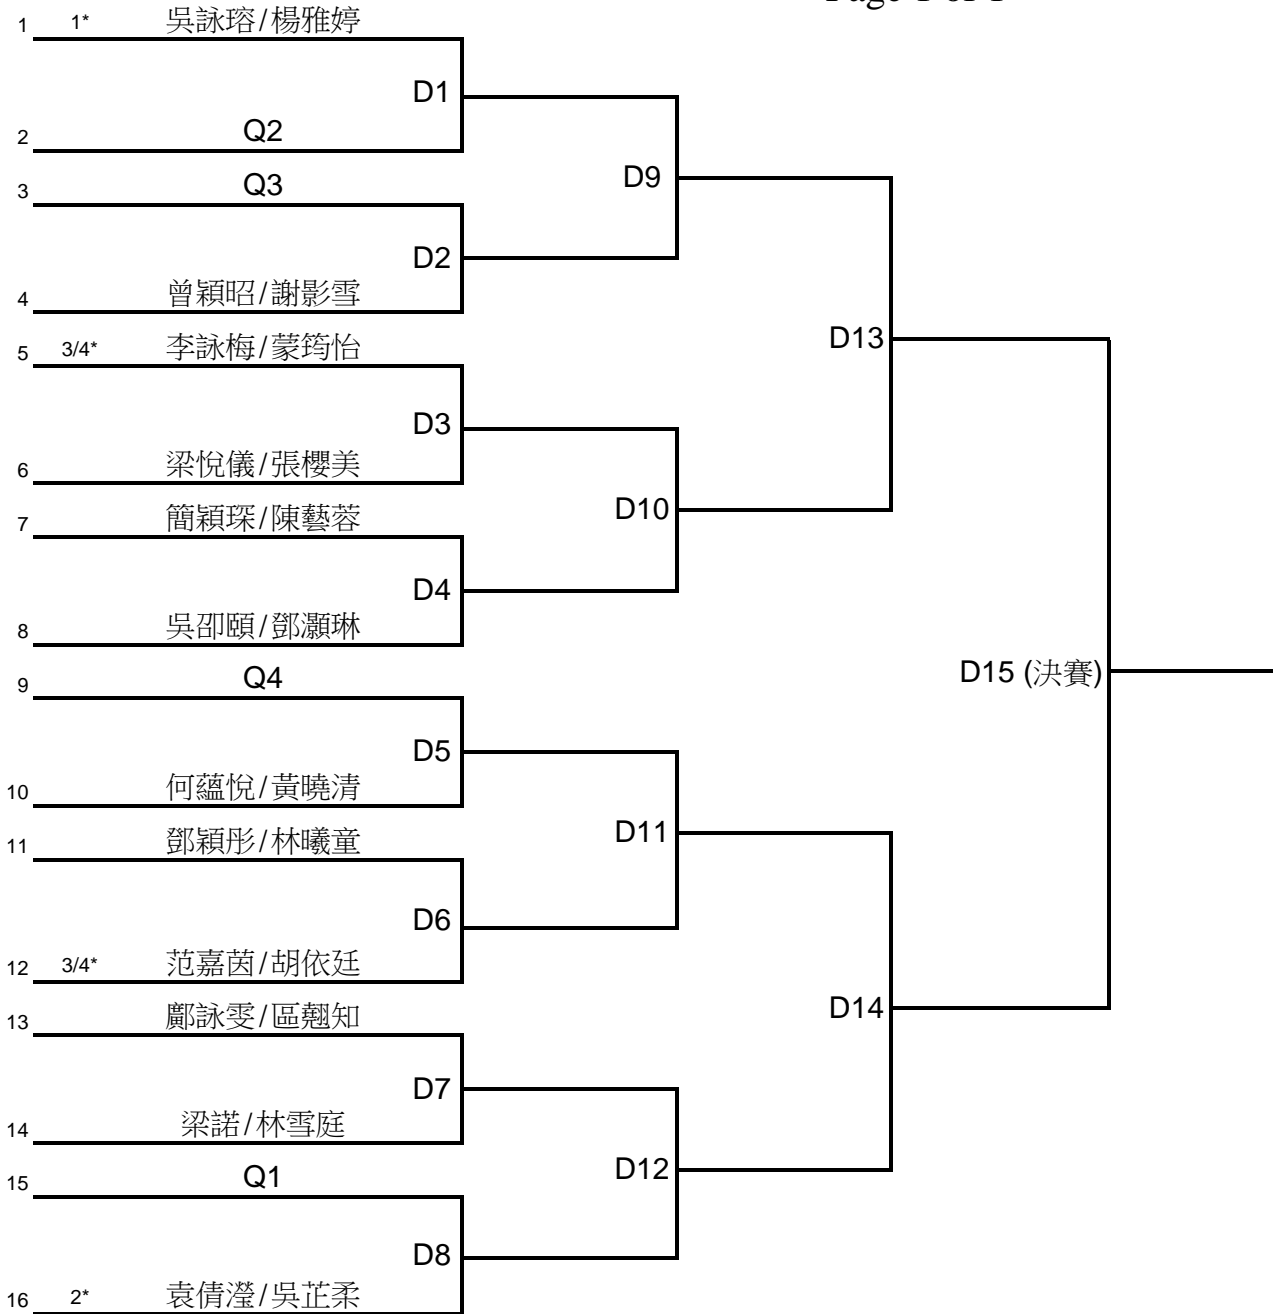 1 1* 吳詠瑢/楊雅婷
D1
2 Q2
3 Q3
D9
D2
4 曾穎昭/謝影雪
D13
5 3/4* 李詠梅/蒙筠怡
D3
6 梁悅儀/張櫻美
D10
7 簡穎琛/陳藝蓉
D4
8 吳卲頤/鄧灝琳
D15 (決賽)
9 Q4
D5
10 何蘊悅/黃曉清
D11
11 鄧穎彤/林曦童
D6
12 3/4* 范嘉茵/胡依廷
D14
13 鄺詠雯/區翹知
D7
14 梁諾/林雪庭
D12
15 Q1
D8
16 2* 袁倩瀅/吳芷柔